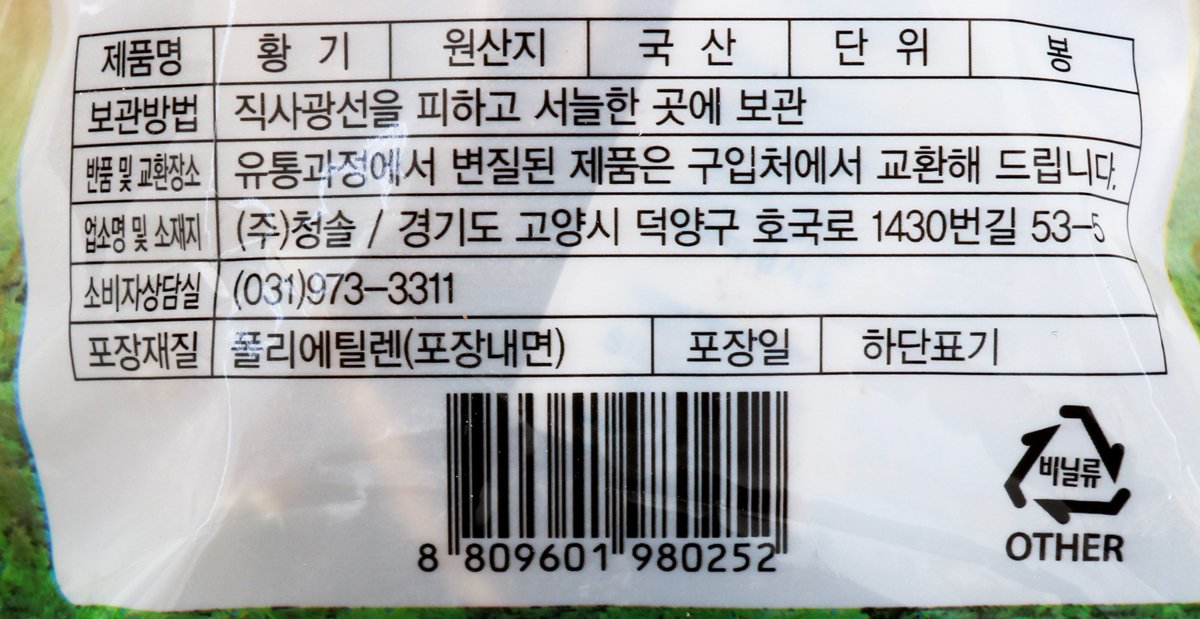 제품명 황 기 원산지 국 산 단 위 봉
보관방법 직사광선을 피하고 서늘한 곳에 보관
반품 및 교환장소 유통과정에서 변질된 제품은 구입처에서 교환해 드립니다.
업소명 및 소재지 (주)청솔 / 경기도 고양시 덕양구 호국로 1430번길 53-5
소비자상담실 (031)973-3311
포장재질 폴리에틸렌(포장내면) 포장일 하단표기
비닐류
OTHER
8 809601 980252